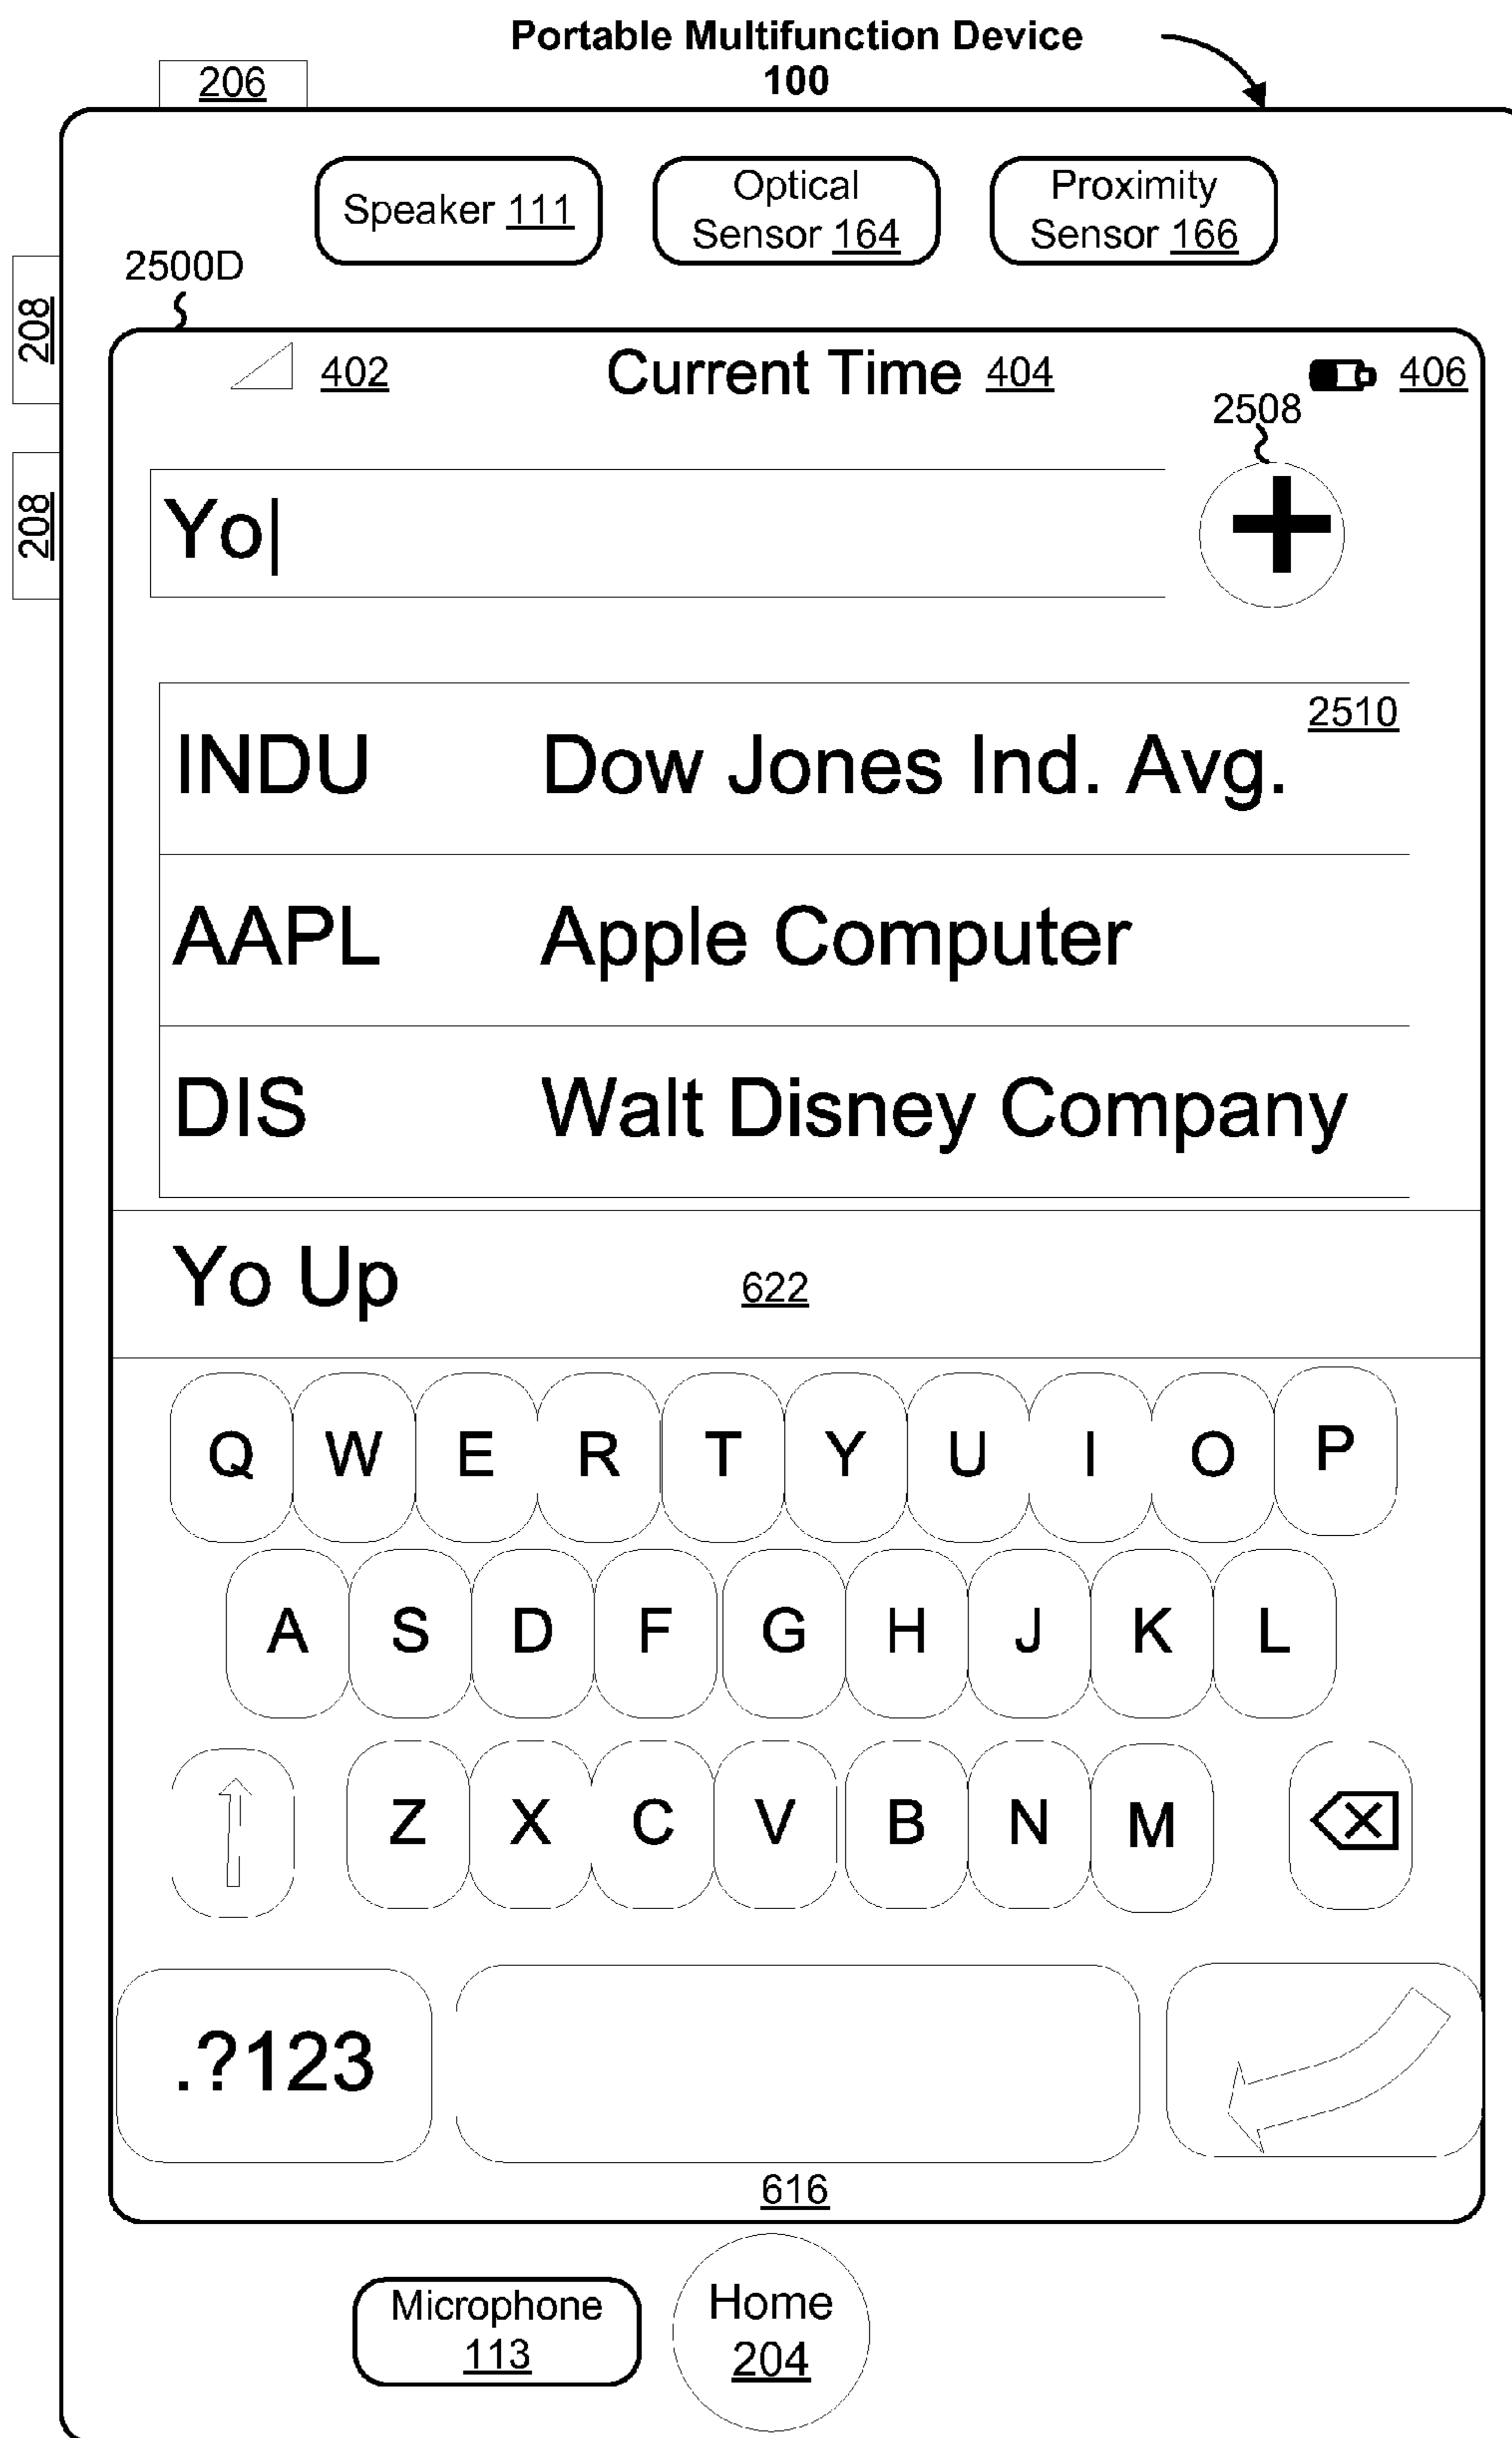 Portable Multifunction Device
100
206
Speaker 111
Optical
Sensor 164
Proximity
Sensor 166
2500D
208
402
Current Time 404
406
2508
208
Yo
2510
INDU Dow Jones Ind. Avg.
AAPL Apple Computer
DIS Walt Disney Company
Yo Up
622
Q W E R T Y U I O P
A S D F G H J K L
Z X C V B N M
.?123
616
Microphone
113
Home
204